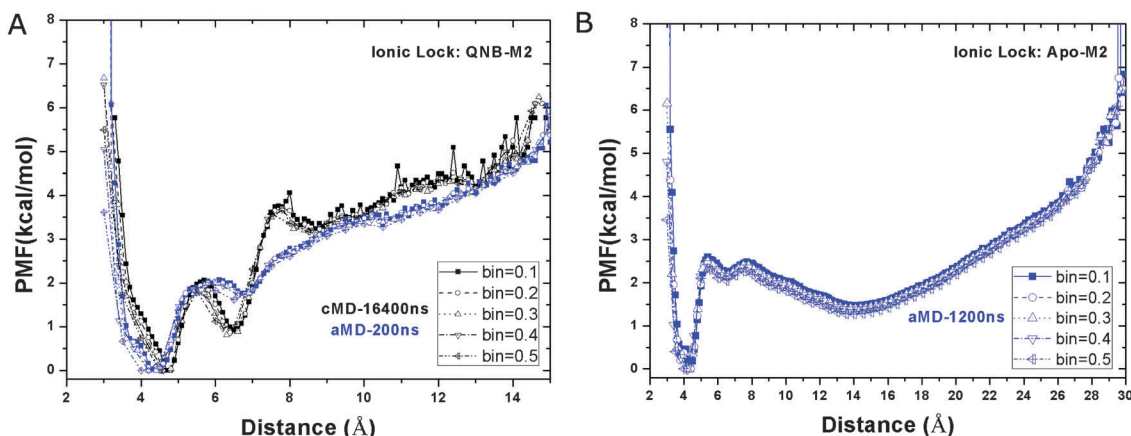 A
Ionic Lock: QNB-M2
PMF(kcal/mol)
8
7
6
5
4
3
2
1
0
cMD-16400ns
aMD-200ns
bin=0.1
bin=0.2
bin=0.3
bin=0.4
bin=0.5
2 4 6 8 10 12 14
Distance (Å)
B
Ionic Lock: Apo-M2
PMF(kcal/mol)
8
7
6
5
4
3
2
1
0
aMD-1200ns
bin=0.1
bin=0.2
bin=0.3
bin=0.4
bin=0.5
2 4 6 8 10 12 14 16 18 20 22 24 26 28 30
Distance (Å)